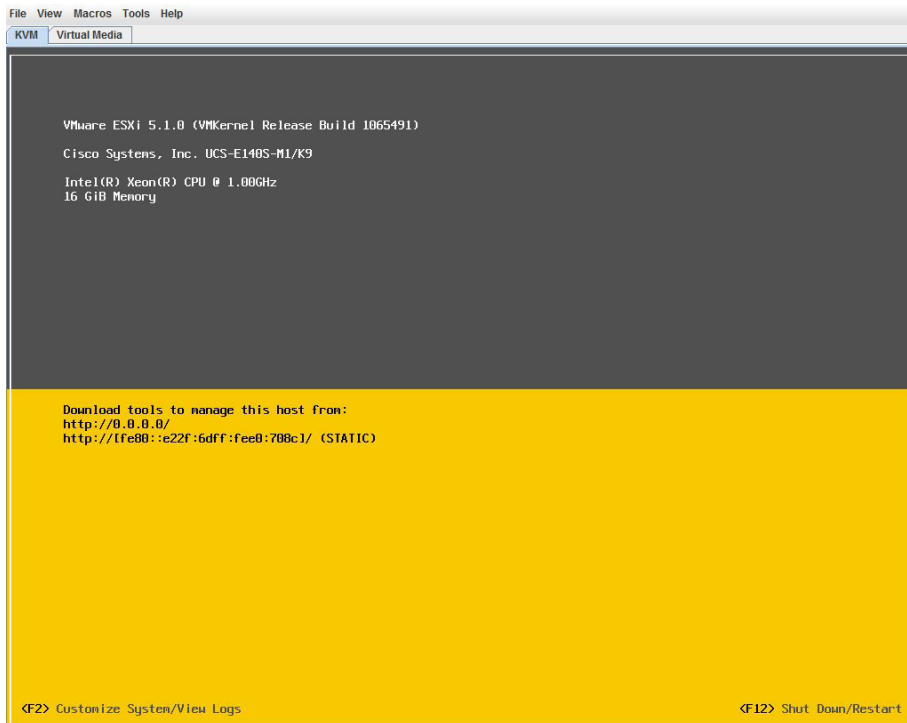 File View Macros Tools Help
KVM Virtual Media
VMware ESXi 5.1.0 (VMKernel Release Build 1065491)
Cisco Systems, Inc. UCS-E140S-M1/K9
Intel(R) Xeon(R) CPU @ 1.00GHz
16 GiB Memory
Download tools to manage this host from:
http://0.0.0.0/
http://[fe80::e22f:6dff:fee0:708c]/ (STATIC)
<F2> Customize System/View Logs <F12> Shut Down/Restart